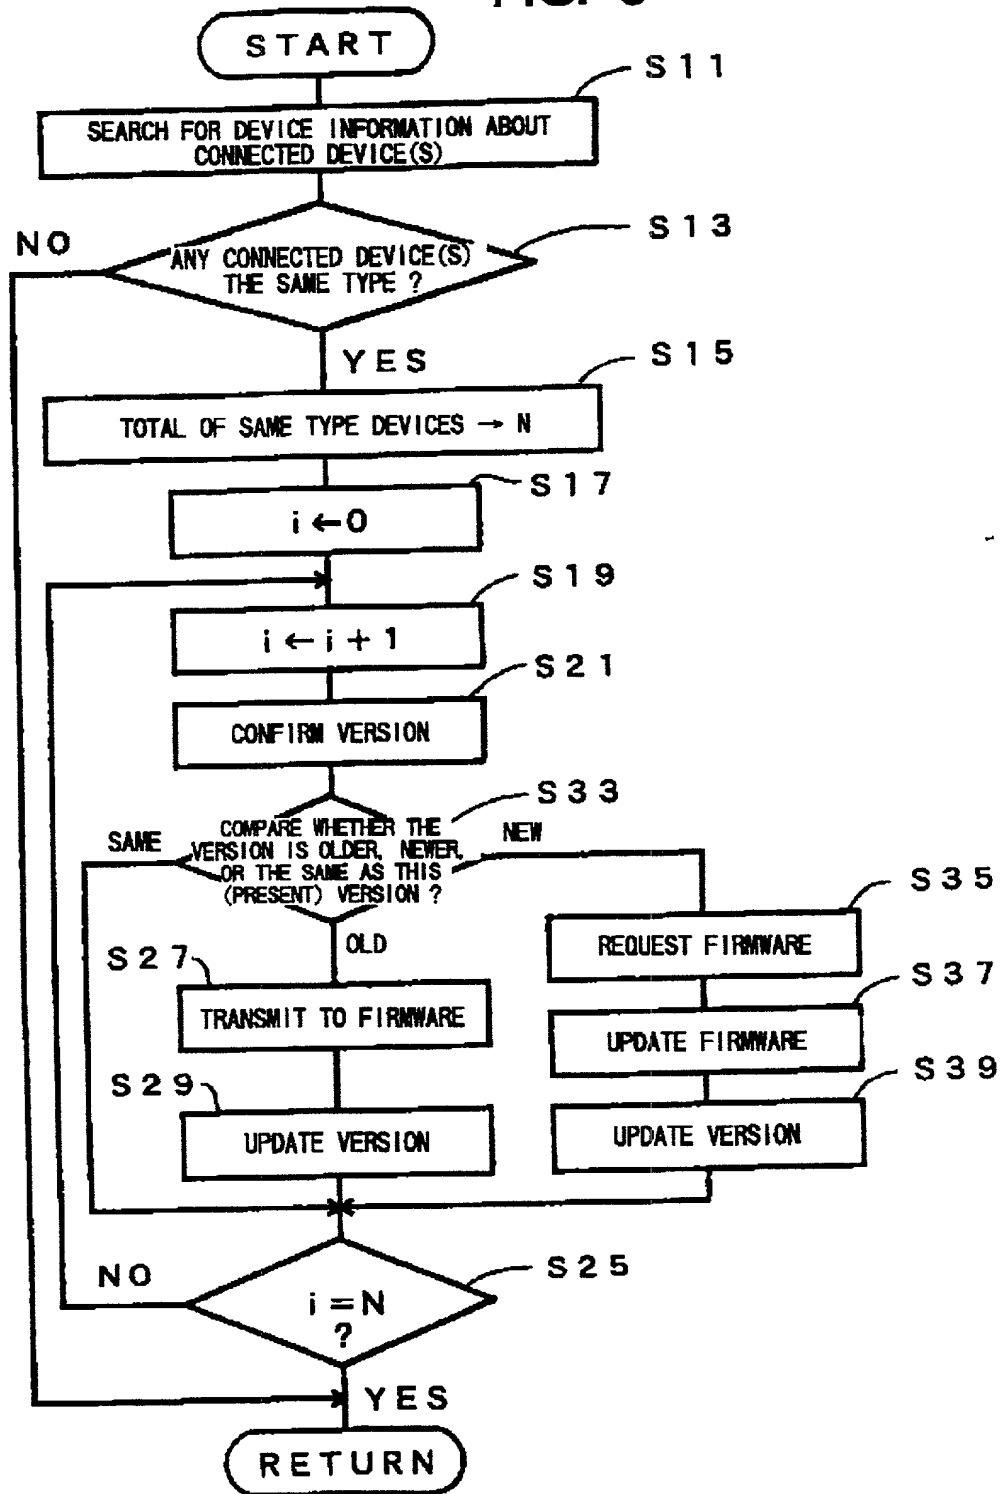 START
S11
SEARCH FOR DEVICE INFORMATION ABOUT
CONNECTED DEVICE(S)
NO
S13
ANY CONNECTED DEVICE(S)
THE SAME TYPE ?
YES
S15
TOTAL OF SAME TYPE DEVICES → N
S17
i ← 0
S19
i ← i + 1
S21
CONFIRM VERSION
S33
SAME
COMPARE WHETHER THE
VERSION IS OLDER, NEWER,
OR THE SAME AS THIS
(PRESENT) VERSION ?
NEW
OLD
S35
REQUEST FIRMWARE
S27
TRANSMIT TO FIRMWARE
S37
UPDATE FIRMWARE
S29
UPDATE VERSION
S39
UPDATE VERSION
NO
S25
i = N
?
YES
RETURN